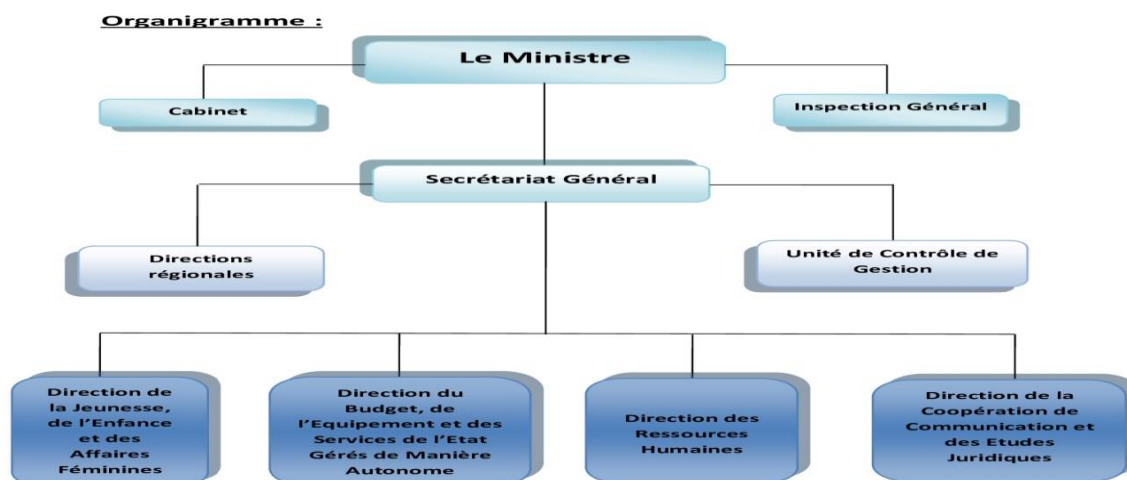 Organigramme :
Le Ministre
Cabinet
Inspection Général
Secrétariat Général
Directions
régionales
Unité de Contrôle de
Gestion
Direction de
la Jeunesse,
de l’Enfance
et des
Affaires
Féminines
Direction du
Budget, de
l’Equipement et des
Services de l’Etat
Gérés de Manière
Autonome
Direction des
Ressources
Humaines
Direction de la
Coopération de
Communication et
des Etudes
Juridiques